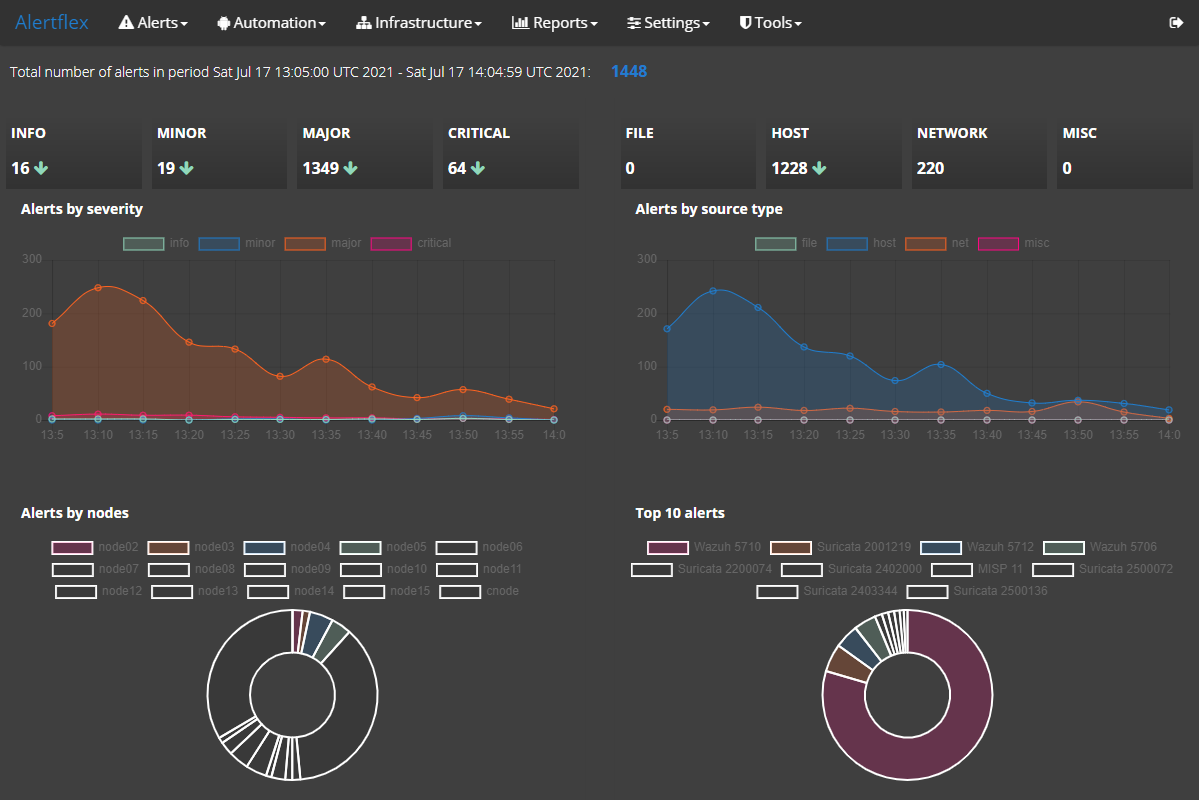 Alertflex Alerts Automation Infrastructure Reports Settings Tools
Total number of alerts in period Sat Jul 17 13:05:00 UTC 2021 - Sat Jul 17 14:04:59 UTC 2021: 1448
INFO MINOR MAJOR CRITICAL FILE HOST NETWORK MISC
16 19 1349 64 0 1228 220 0
Alerts by severity
info minor major critical
300
200
100
0
13:5 13:10 13:15 13:20 13:25 13:30 13:35 13:40 13:45 13:50 13:55 14:0
Alerts by source type
file host net misc
300
200
100
0
13:5 13:10 13:15 13:20 13:25 13:30 13:35 13:40 13:45 13:50 13:55 14:0
Alerts by nodes
node02 node03 node04 node05 node06
node07 node08 node09 node10 node11
node12 node13 node14 node15 cnode
Top 10 alerts
Wazuh 5710 Suricata 2001219 Wazuh 5712 Wazuh 5706
Suricata 2200074 Suricata 2402000 MISP 11 Suricata 2500072
Suricata 2403344 Suricata 2500136